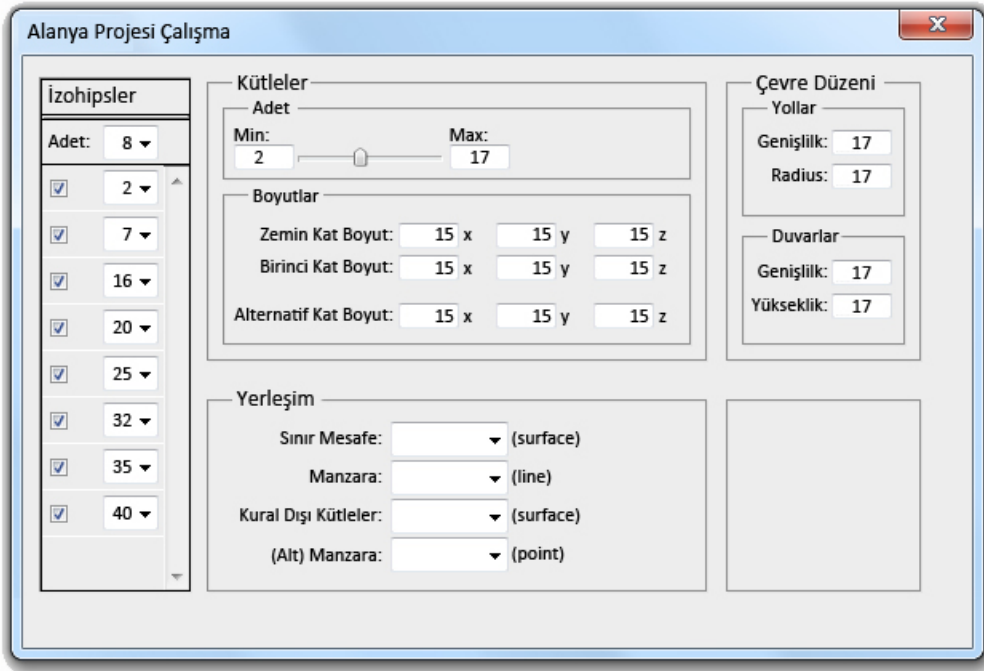 Alanya Projesi Çalışma
İzohipsler
Adet: 8
2
7
16
20
25
32
35
40
Kütleler
Adet
Min: Max:
2 17
Boyutlar
Zemin Kat Boyut: 15 x 15 y 15 z
Birinci Kat Boyut: 15 x 15 y 15 z
Alternatif Kat Boyut: 15 x 15 y 15 z
Yerleşim
Sınır Mesafe: (surface)
Manzara: (line)
Kural Dışı Kütleler: (surface)
(Alt) Manzara: (point)
Çevre Düzeni
Yollar
Genişlilk: 17
Radius: 17
Duvarlar
Genişlilk: 17
Yükseklik: 17